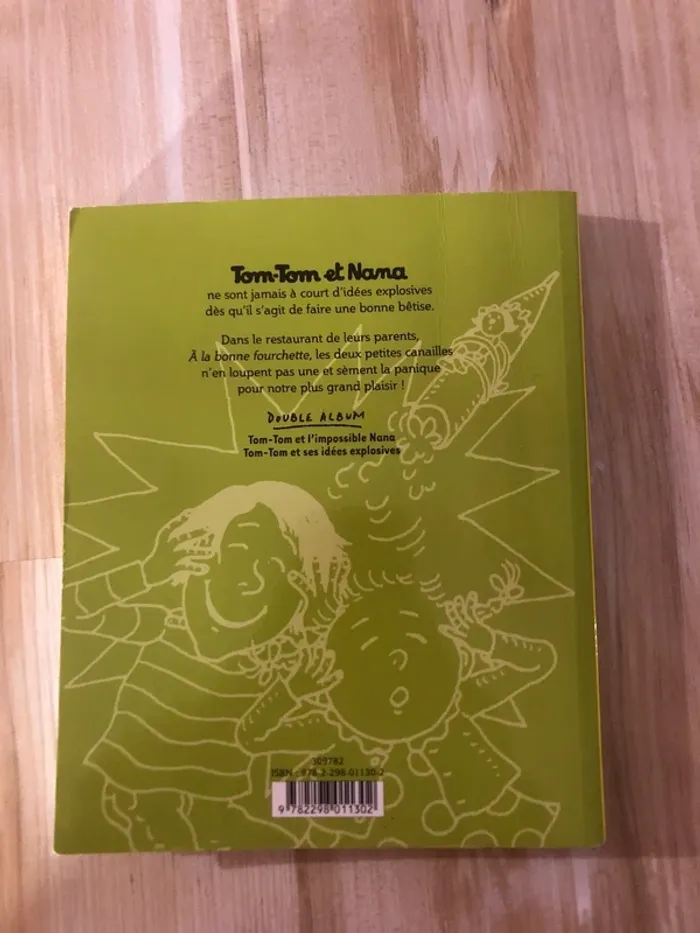 Tom-Tom et Nana
ne sont jamais à court d'idées explosives
dès qu'il s'agit de faire une bonne bêtise.
Dans le restaurant de leurs parents,
À la bonne fourchette, les deux petites canailles
n'en loupent pas une et sèment la panique
pour notre plus grand plaisir !
DOUBLE ALBUM
Tom-Tom et l'impossible Nana
Tom-Tom et ses idées explosives
309782
ISBN : 978-2-298-01130-2
9 782298 011302